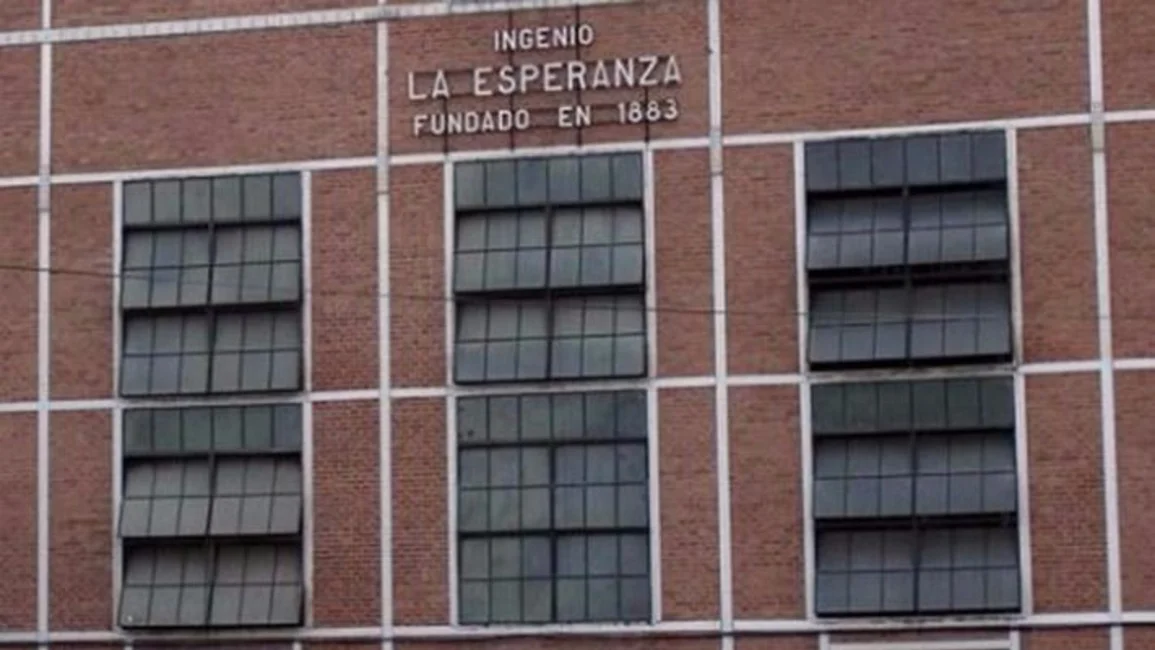 INGENIO
LA ESPERANZA
FUNDADO EN 1883